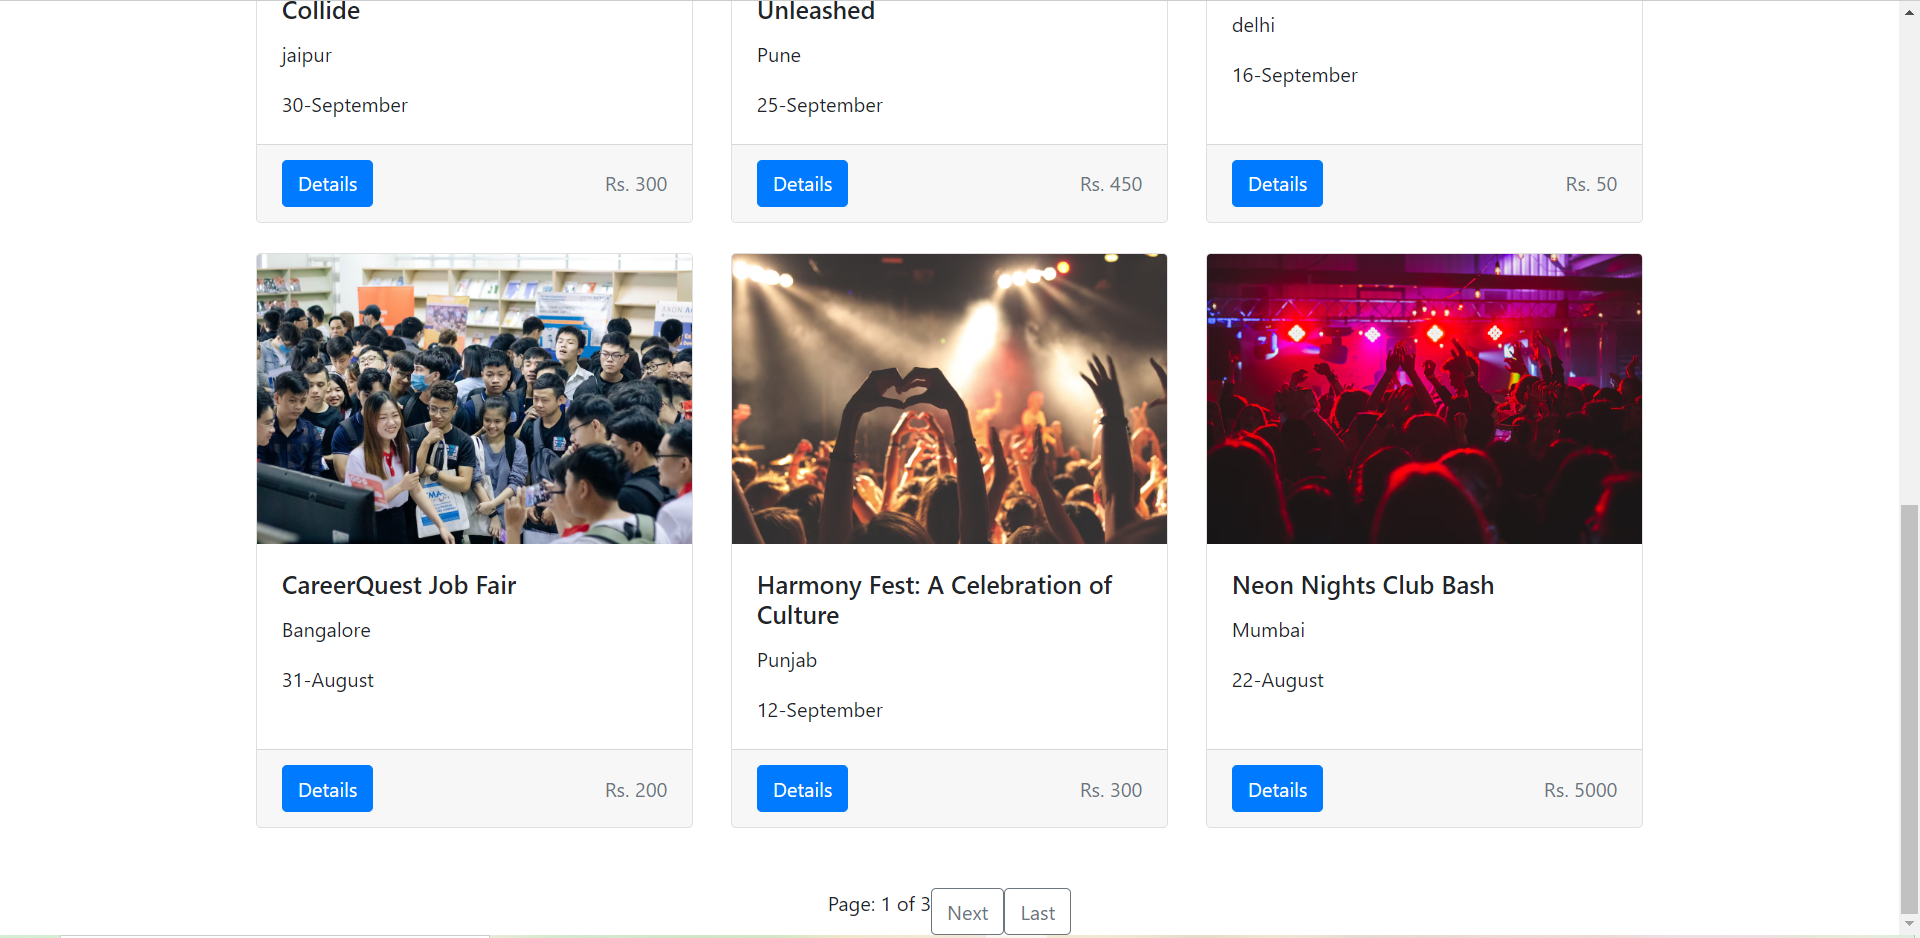 Collide
jaipur
30-September
Details
Rs. 300
Unleashed
Pune
25-September
Details
Rs. 450
delhi
16-September
Details
Rs. 50
CareerQuest Job Fair
Bangalore
31-August
Details
Rs. 200
Harmony Fest: A Celebration of
Culture
Punjab
12-September
Details
Rs. 300
Neon Nights Club Bash
Mumbai
22-August
Details
Rs. 5000
Page: 1 of 3
Next
Last